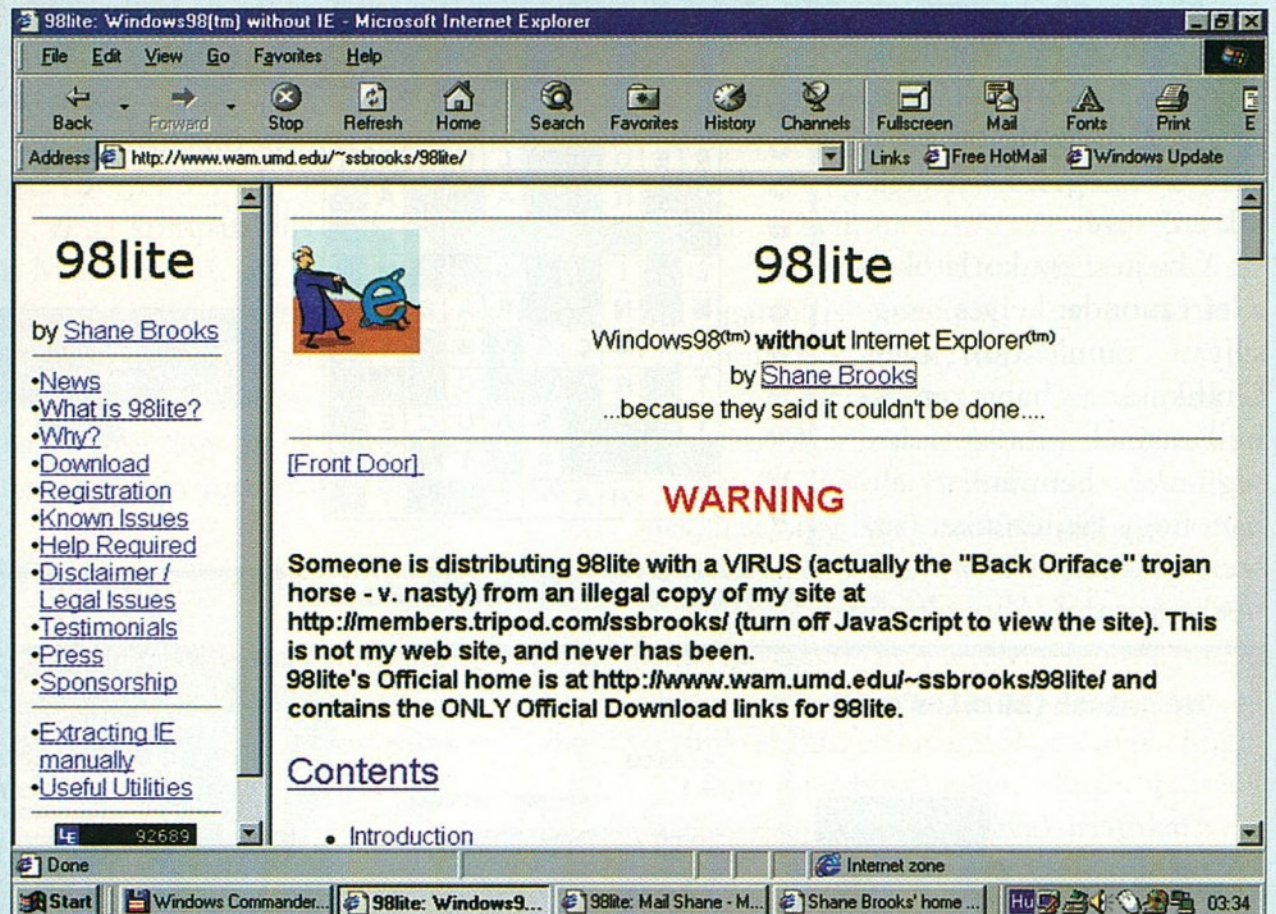 98lite: Windows98(tm) without IE - Microsoft Internet Explorer
File Edit View Go Favorites Help
Back Forward Stop Refresh Home Search Favorites History Channels Fullscreen Mail Fonts Print E
Address http://www.wam.umd.edu/~ssbrooks/98lite/ Links Free HotMail Windows Update
98lite
by Shane Brooks
•News
•What is 98lite?
•Why?
•Download
•Registration
•Known Issues
•Help Required
•Disclaimer /
Legal Issues
•Testimonials
•Press
•Sponsorship
•Extracting IE
manually
•Useful Utilities
LE 92689
98lite
Windows98(tm) without Internet Explorer(tm)
by Shane Brooks
...because they said it couldn't be done....
[Front Door]
WARNING
Someone is distributing 98lite with a VIRUS (actually the "Back Oriface" trojan
horse - v. nasty) from an illegal copy of my site at
http://members.tripod.com/ssbrooks/ (turn off JavaScript to view the site). This
is not my web site, and never has been.
98lite's Official home is at http://www.wam.umd.edu/~ssbrooks/98lite/ and
contains the ONLY Official Download links for 98lite.
Contents
• Introduction
Done Internet zone
Start Windows Commander... 98lite: Windows9... 98lite: Mail Shane - M... Shane Brooks' home ... Hu 03:34